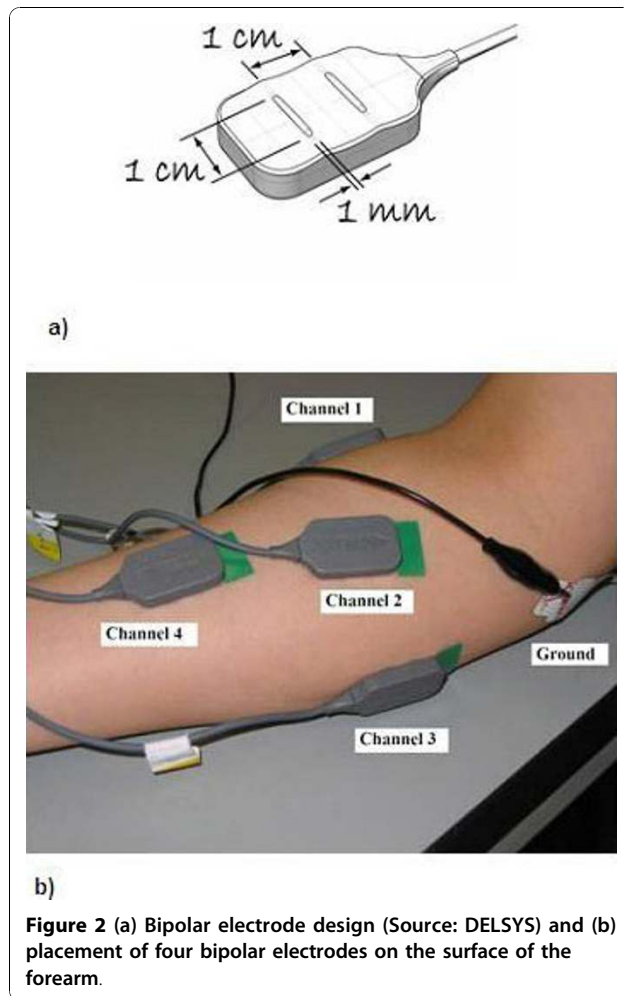 1 cm
1 cm
1 mm
a)
Channel 1
Channel 2
Channel 4
Ground
Channel 3
b)
Figure 2 (a) Bipolar electrode design (Source: DELSYS) and (b)
placement of four bipolar electrodes on the surface of the
forearm.